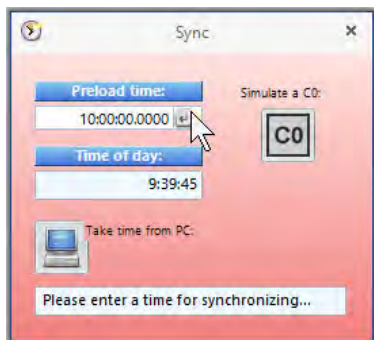 Sync
Preload time:
Simulate a C0:
10:00:00.0000
C0
Time of day:
9:39:45
Take time from PC:
Please enter a time for synchronizing...